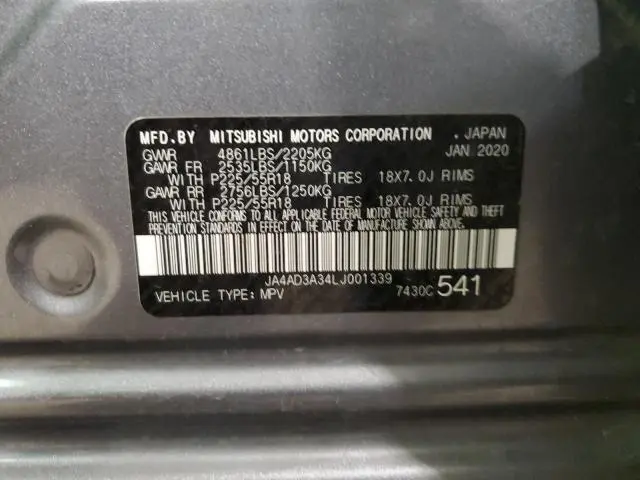 MFD.BY MITSUBISHI MOTORS CORPORATION . JAPAN
GVWR 4861LBS/2205KG JAN 2020
GAWR FR 2535LBS/1150KG
WITH P225/55R18 TIRES 18X7.0J RIMS
GAWR RR 2756LBS/1250KG
WITH P225/55R18 TIRES 18X7.0J RIMS
THIS VEHICLE CONFORMS TO ALL APPLICABLE FEDERAL MOTOR VEHICLE SAFETY AND THEFT
PREVENTION STANDARDS IN EFFECT ON THE DATE OF MANUFACTURE SHOWN ABOVE.
JA4AD3A34LJ001339
VEHICLE TYPE: MPV 7430C 541